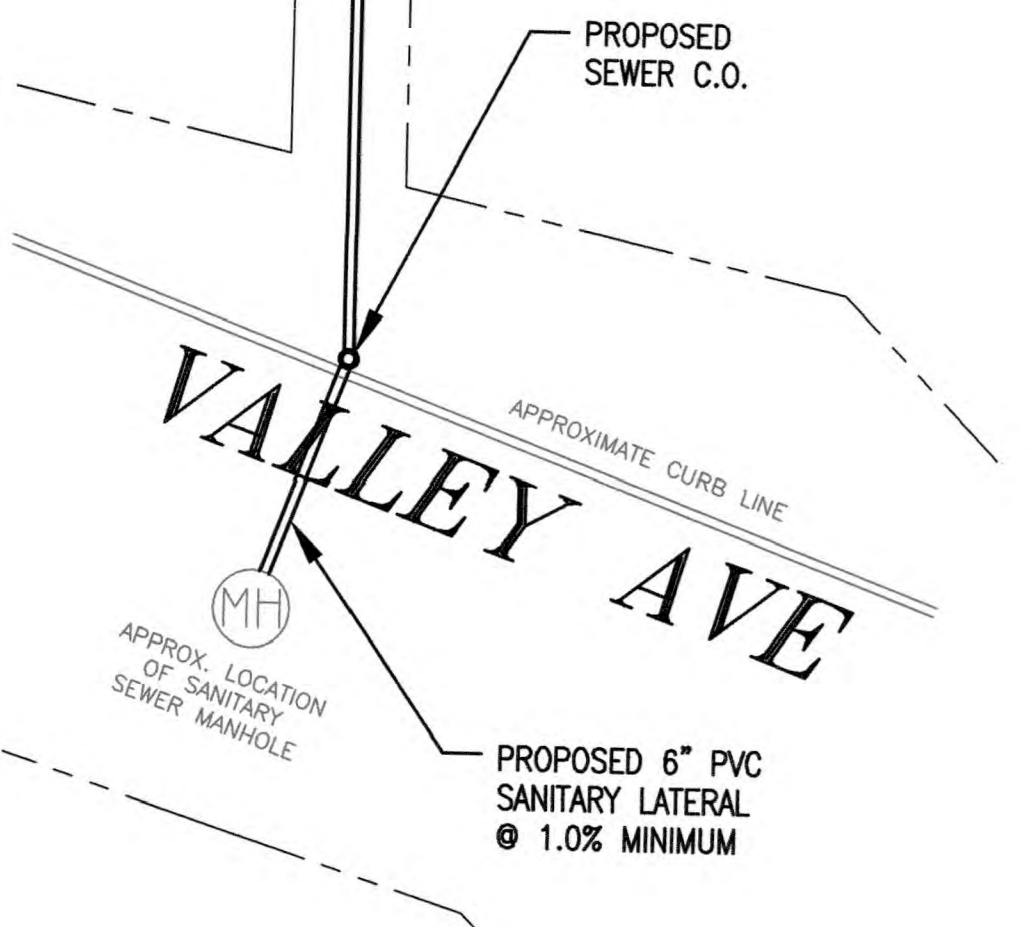 PROPOSED
SEWER C.O.
APPROXIMATE CURB LINE
VALLEY AVE
MH
APPROX. LOCATION
OF SANITARY
SEWER MANHOLE
PROPOSED 6" PVC
SANITARY LATERAL
@ 1.0% MINIMUM